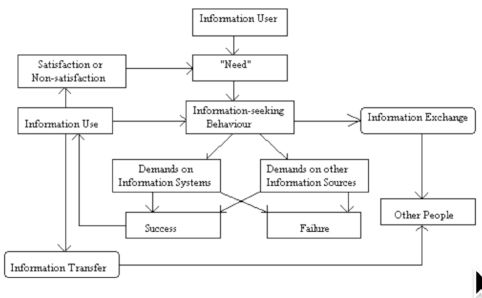 Information User
Satisfaction or
Non-satisfaction
"Need"
Information Use
Information-seeking
Behaviour
Information Exchange
Demands on
Information Systems
Demands on other
Information Sources
Success
Failure
Other People
Information Transfer